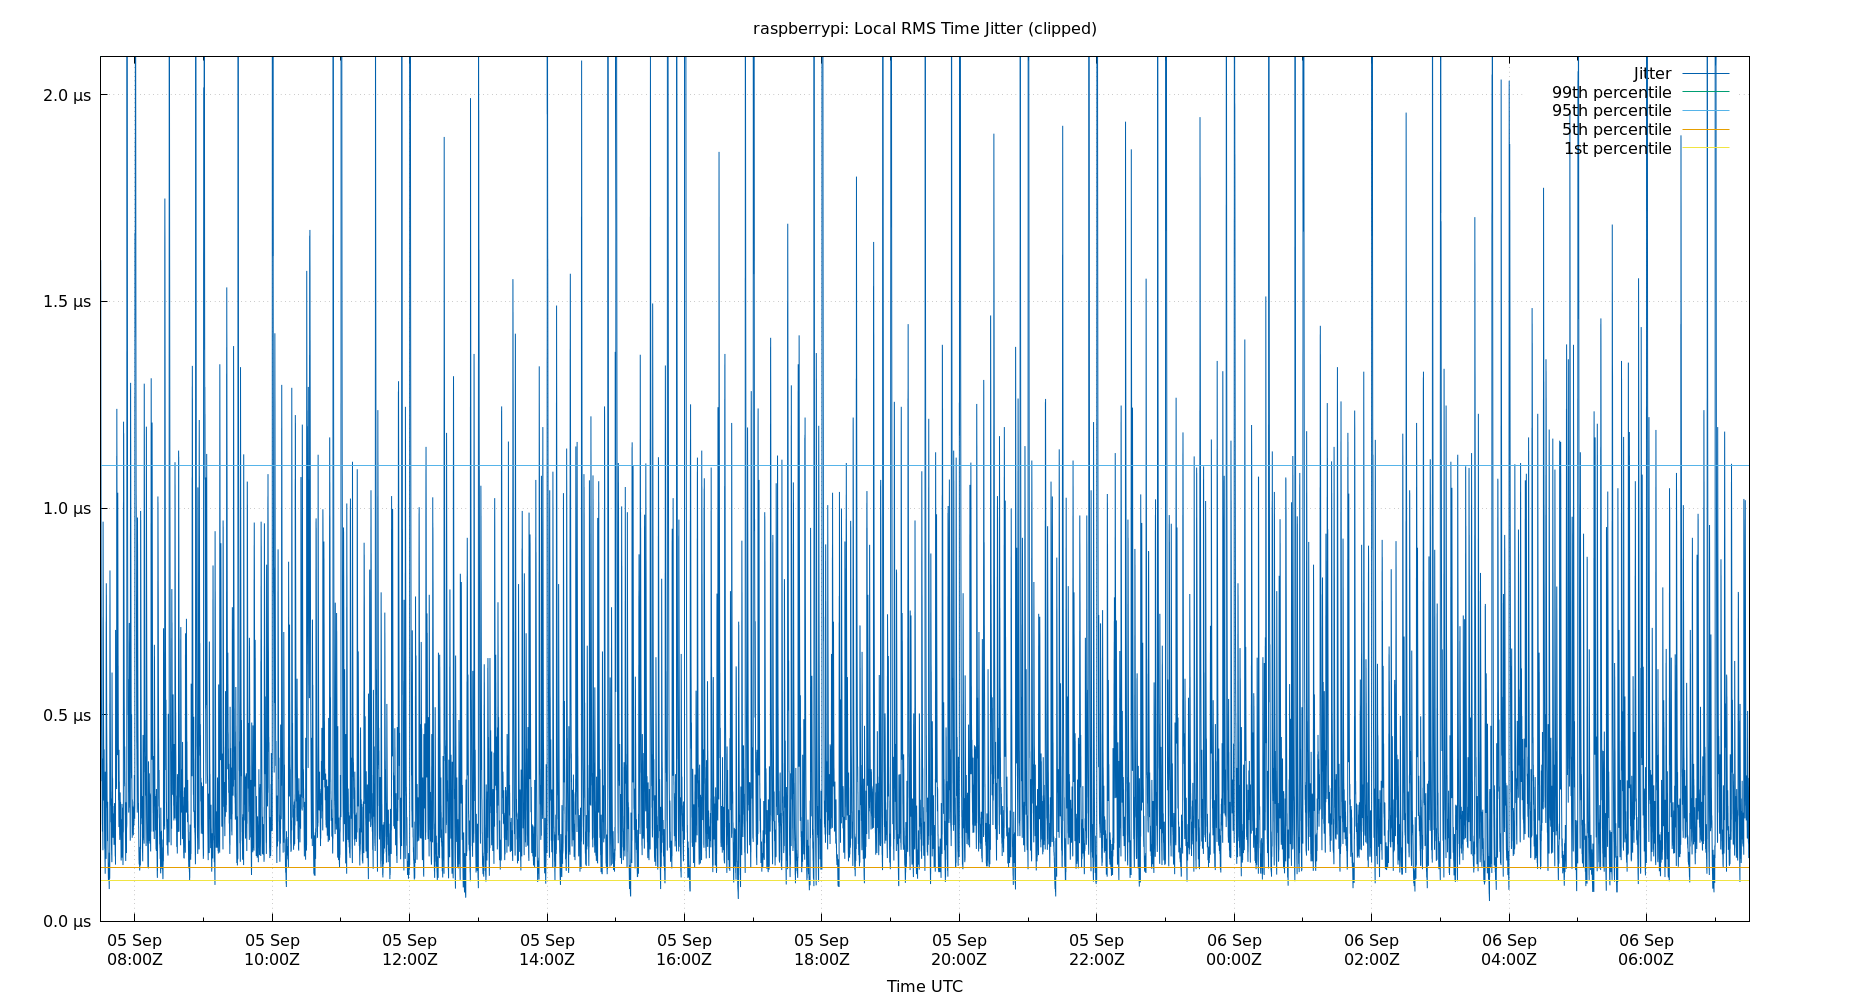 raspberrypi: Local RMS Time Jitter (clipped)
Jitter
99th percentile
95th percentile
5th percentile
1st percentile
2.0 µs
1.5 µs
1.0 µs
0.5 µs
0.0 µs
05 Sep 05 Sep 05 Sep 05 Sep 05 Sep 05 Sep 05 Sep 05 Sep 06 Sep 06 Sep 06 Sep 06 Sep
08:00Z 10:00Z 12:00Z 14:00Z 16:00Z 18:00Z 20:00Z 22:00Z 00:00Z 02:00Z 04:00Z 06:00Z
Time UTC